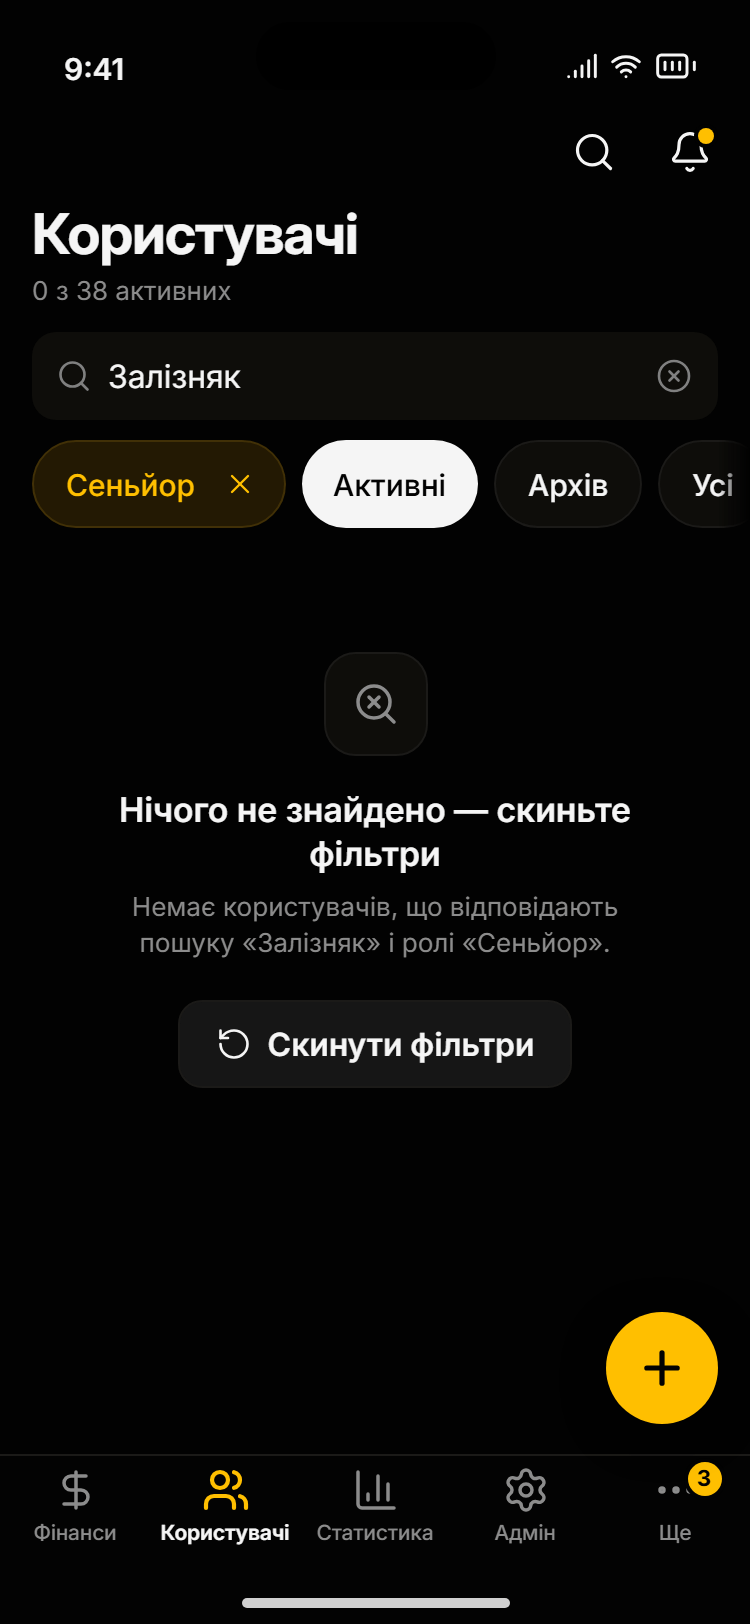 9:41
Користувачі
0 з 38 активних
Залізняк
Сеньйор
Активні
Архів
Усі
Нічого не знайдено — скиньте
фільтри
Немає користувачів, що відповідають
пошуку «Залізняк» і ролі «Сеньйор».
Скинути фільтри
3
Фінанси
Користувачі
Статистика
Адмін
Ще